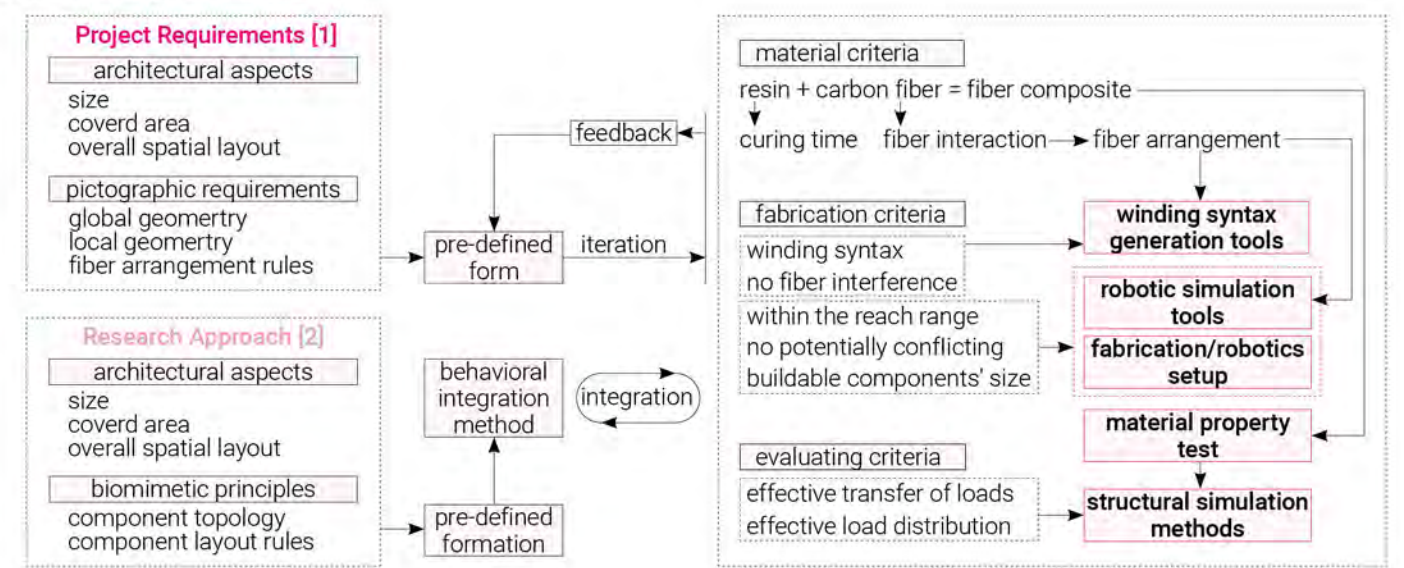 Project Requirements [1]
architectural aspects
size
coverd area
overall spatial layout
pictographic requirements
global geomertry
local geometry
fiber arrangement rules
Research Approach [2]
architectural aspects
size
coverd area
overall spatial layout
biomimetic principles
component topology
component layout rules
feedback
pre-defined
form
iteration
behavioral
integration
method
integration
pre-defined
formation
material criteria
resin + carbon fiber = fiber composite
curing time
fiber interaction
fiber arrangement
fabrication criteria
winding syntax
no fiber interference
within the reach range
no potentially conflicting
buildable components' size
evaluating criteria
effective transfer of loads
effective load distribution
winding syntax
generation tools
robotic simulation
tools
fabrication/robotics
setup
material property
test
structural simulation
methods